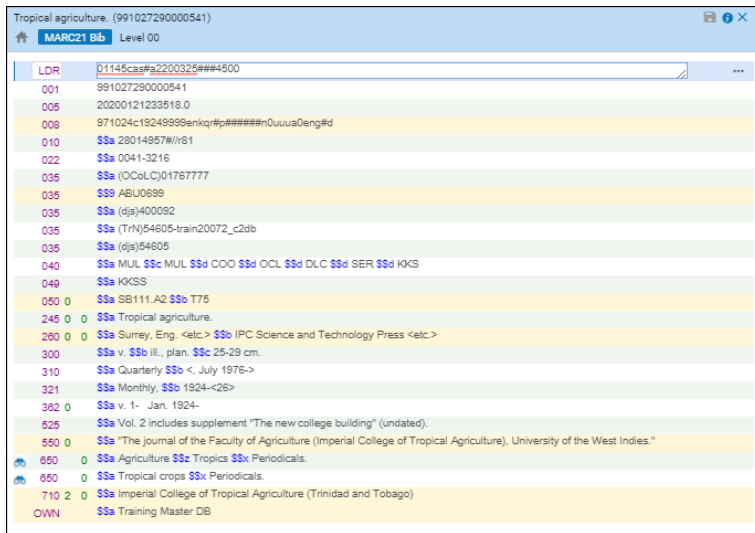 Tropical agriculture. (991027290000541)
MARC21 Bib Level 00
LDR 01145cas#a2200325###4500
001 991027290000541
005 20200121233518.0
008 971024c19249999enkqr#p######n0uuua0eng#d
010 $$a 28014957#//r81
022 $$a 0041-3216
035 $$a (OCoLC)01767777
035 $$9 ABU0699
035 $$a (djs)400092
035 $$a (TrN)54605-train20072_c2db
035 $$a (djs)54605
040 $$a MUL $$c MUL $$d COO $$d OCL $$d DLC $$d SER $$d KKS
049 $$a KKSS
050 0 $$a SB111.A2 $$b T75
245 0 0 $$a Tropical agriculture.
260 0 0 $$a Surrey, Eng. <etc.> $$b IPC Science and Technology Press <etc.>
300 $$a v. $$b ill., plan. $$c 25-29 cm.
310 $$a Quarterly $$b <, July 1976->
321 $$a Monthly, $$b 1924-<26>
362 0 $$a v. 1- Jan. 1924-
525 $$a Vol. 2 includes supplement "The new college building" (undated).
550 0 $$a "The journal of the Faculty of Agriculture (Imperial College of Tropical Agriculture), University of the West Indies."
650 0 $$a Agriculture $$z Tropics $$x Periodicals.
650 0 $$a Tropical crops $$x Periodicals.
710 2 0 $$a Imperial College of Tropical Agriculture (Trinidad and Tobago)
OWN $$a Training Master DB